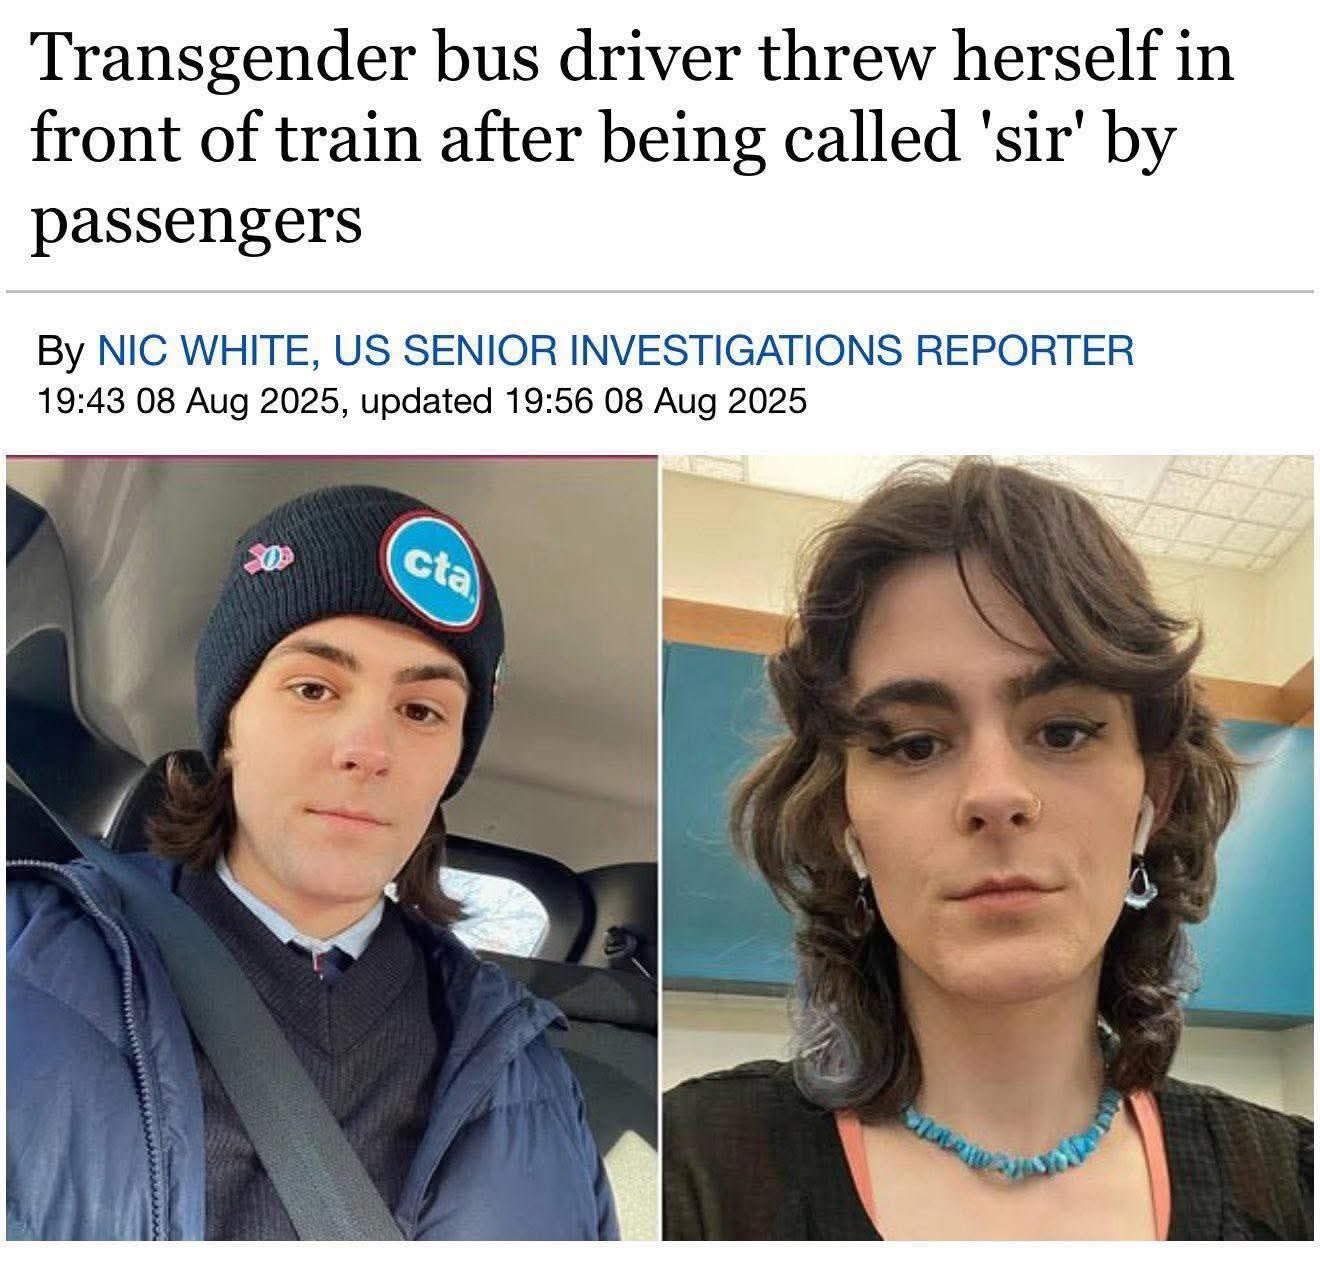 Transgender bus driver threw herself in
front of train after being called 'sir' by
passengers
By NIC WHITE, US SENIOR INVESTIGATIONS REPORTER
19:43 08 Aug 2025, updated 19:56 08 Aug 2025
cta